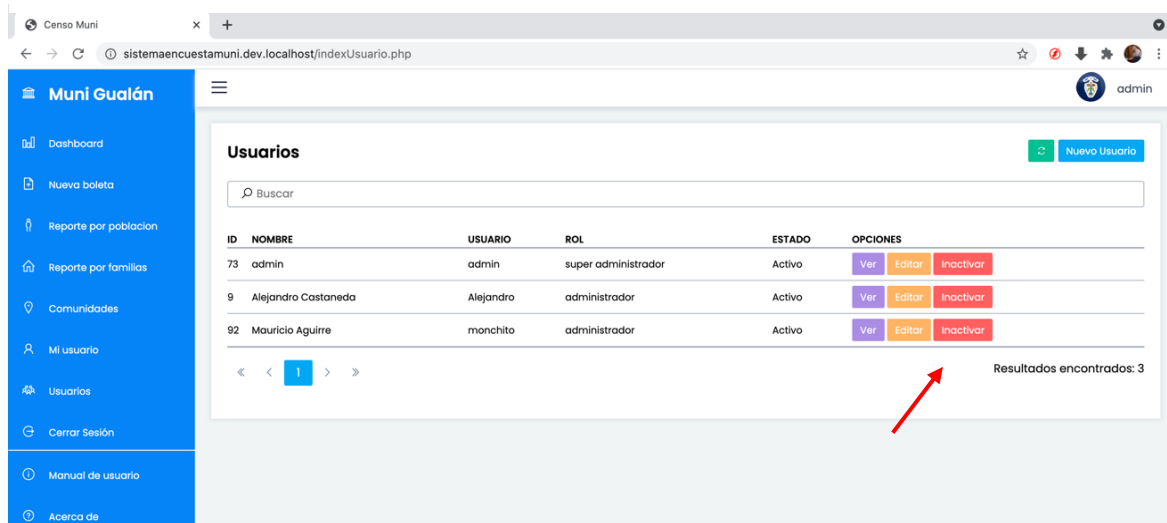 Censo Muni
sistemaencuestamuni.dev.localhost/indexUsuario.php
Muni Gualán
admin
Dashboard
Nueva boleta
Reporte por poblacion
Reporte por familias
Comunidades
Mi usuario
Usuarios
Cerrar Sesión
Manual de usuario
Acerca de
Usuarios
Nuevo Usuario
Buscar
ID NOMBRE USUARIO ROL ESTADO OPCIONES
73 admin admin super administrador Activo Ver Editar Inactivar
9 Alejandro Castaneda Alejandro administrador Activo Ver Editar Inactivar
92 Mauricio Aguirre monchito administrador Activo Ver Editar Inactivar
« < 1 > »
Resultados encontrados: 3